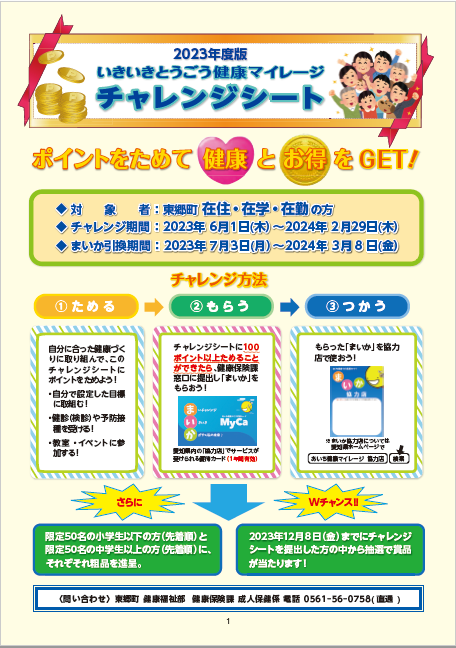 2023年度版
いきいきとうごう健康マイレージ
チャレンジシート
ポイントをためて 健康 と お得 をGET!
◆ 対　象　者：東郷町 在住・在学・在勤の方
◆ チャレンジ期間：2023年 6月1日(木)～2024年 2月29日(木)
◆ まいか引換期間：2023年 7月3日(月)～2024年 3月8日(金)
チャレンジ方法
①ためる
②もらう
③つかう
自分に合った健康づく
りに取り組んで、この
チャレンジシートに
ポイントをためよう！
・自分で設定した目標
に取組む！
・健診(検診)や予防接
種を受ける！
・教室・イベントに参
加する！
チャレンジシートに100
ポイント以上ためること
ができたら、健康保険課
窓口に提出し「まいか」を
もらおう！
まいか
MyCa
愛知県内の「協力店」でサービスが
受けられる優待カード(1年間有効)
もらった「まいか」を協力
店で使おう！
まいか
協力店
※まいか協力店については
愛知県ホームページで
あいち健康マイレージ 協力店 検索
さらに
Wチャンス!!
限定50名の小学生以下の方(先着順)と
限定50名の中学生以上の方(先着順)に、
それぞれ粗品を進呈。
2023年12月8日(金)までにチャレンジ
シートを提出した方の中から抽選で賞品
が当たります！
〈問い合わせ〉東郷町 健康福祉部 健康保険課 成人保健係 電話 0561-56-0758(直通)
1